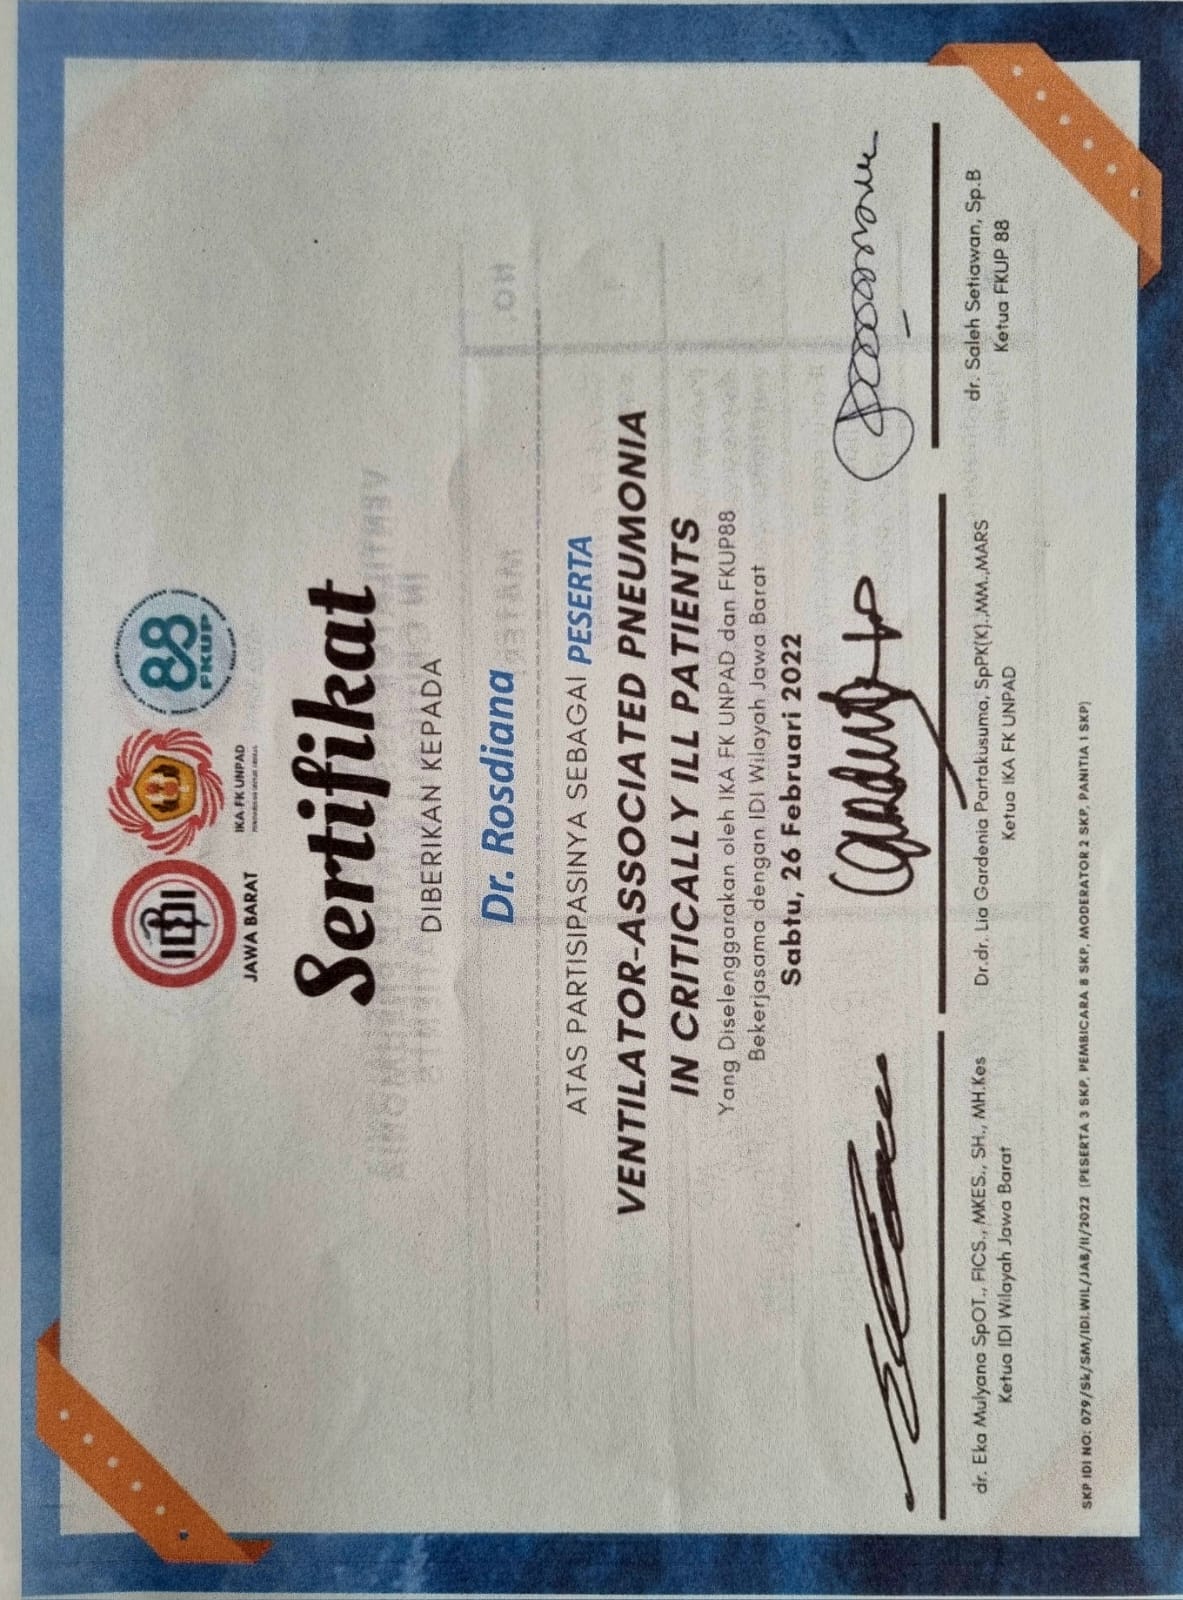 IDI
JAWA BARAT
IKA FK UNPAD
88
FKUP
Sertifikat
DIBERIKAN KEPADA
Dr. Rosdiana
ATAS PARTISIPASINYA SEBAGAI PESERTA
VENTILATOR-ASSOCIATED PNEUMONIA
IN CRITICALLY ILL PATIENTS
Yang Diselenggarakan oleh IKA FK UNPAD dan FKUP88
Bekerjasama dengan IDI Wilayah Jawa Barat
Sabtu, 26 Februari 2022
dr. Eka Mulyana SpOT., FICS., MKES., SH., MH.Kes
Ketua IDI Wilayah Jawa Barat
Dr.dr. Lia Gardenia Partakusuma, SpPK(K).,MM.,MARS
Ketua IKA FK UNPAD
dr. Saleh Setiawan, Sp.B
Ketua FKUP 88
SKP IDI NO: 079/Sk/SM/IDI.WIL/JAB/II/2022 (PESERTA 3 SKP, PEMBICARA 8 SKP, MODERATOR 2 SKP, PANITIA 1 SKP)